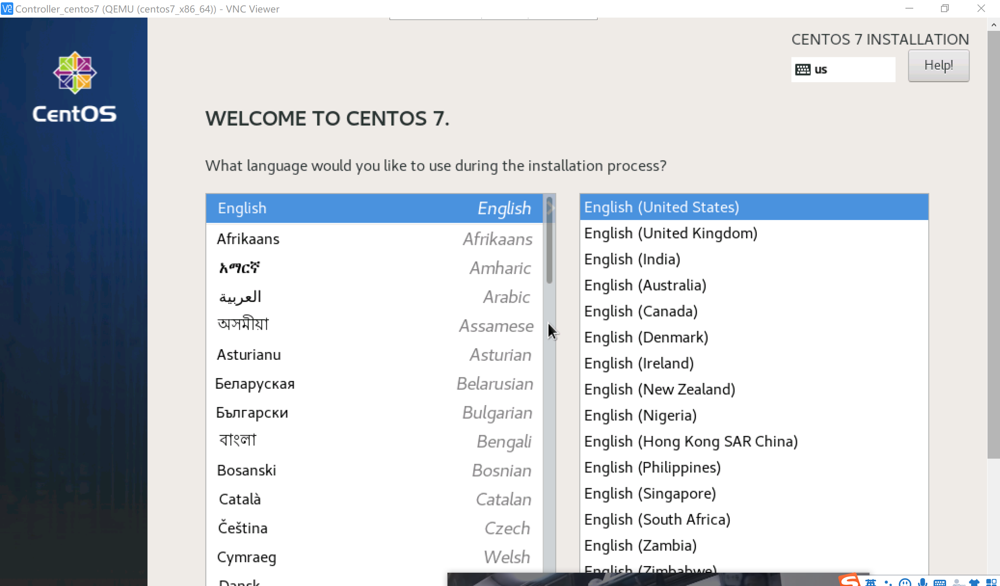 Controller_centos7 (QEMU (centos7_x86_64)) - VNC Viewer
CentOS
CENTOS 7 INSTALLATION
us
Help!
WELCOME TO CENTOS 7.
What language would you like to use during the installation process?
English English
Afrikaans Afrikaans
አማርኛ Amharic
العربية Arabic
অসমীয়া Assamese
Asturianu Asturian
Беларуская Belarusian
Български Bulgarian
বাংলা Bengali
Bosanski Bosnian
Català Catalan
Čeština Czech
Cymraeg Welsh
Dansk
English (United States)
English (United Kingdom)
English (India)
English (Australia)
English (Canada)
English (Denmark)
English (Ireland)
English (New Zealand)
English (Nigeria)
English (Hong Kong SAR China)
English (Philippines)
English (Singapore)
English (South Africa)
English (Zambia)
English (Zimbabwe)
英